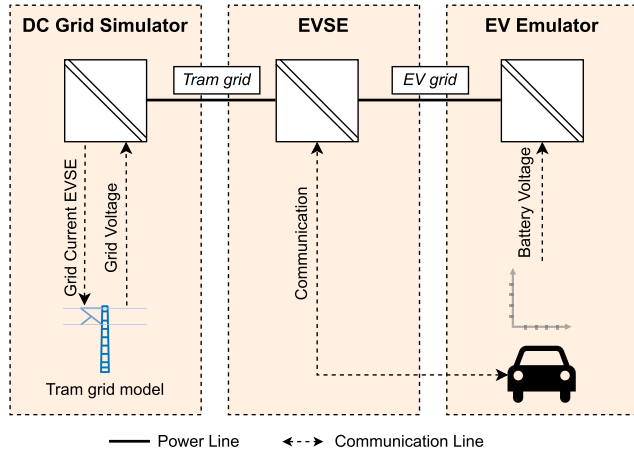 DC Grid Simulator
EVSE
EV Emulator
Tram grid
EV grid
Grid Current EVSE
Grid Voltage
Communication
Battery Voltage
Tram grid model
Power Line
Communication Line